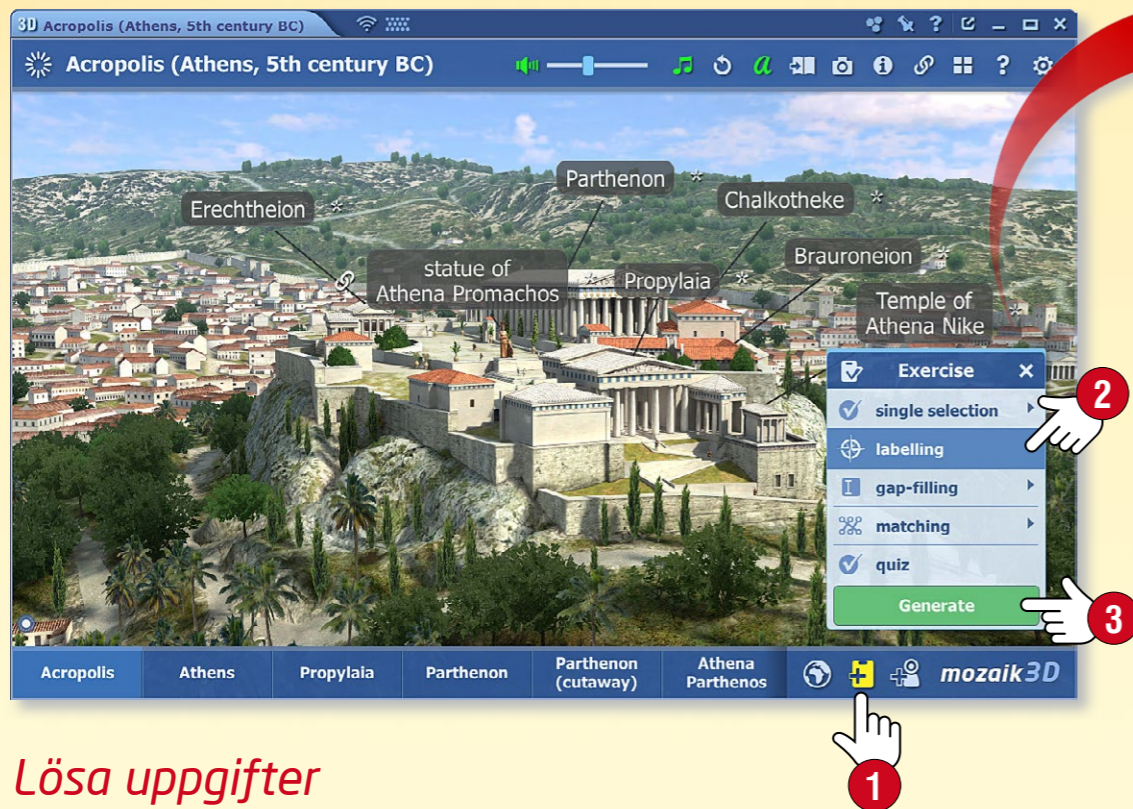 3D Acropolis (Athens, 5th century BC)
Acropolis (Athens, 5th century BC)
Parthenon
Erechtheion
Chalkotheke
Brauroneion
statue of
Athena Promachos
Propylaia
Temple of
Athena Nike
Exercise
single selection
labelling
gap-filling
matching
quiz
Generate
2
3
Acropolis
Athens
Propylaia
Parthenon
Parthenon
(cutaway)
Athena
Parthenos
mozaik3D
1
Lösa uppgifter